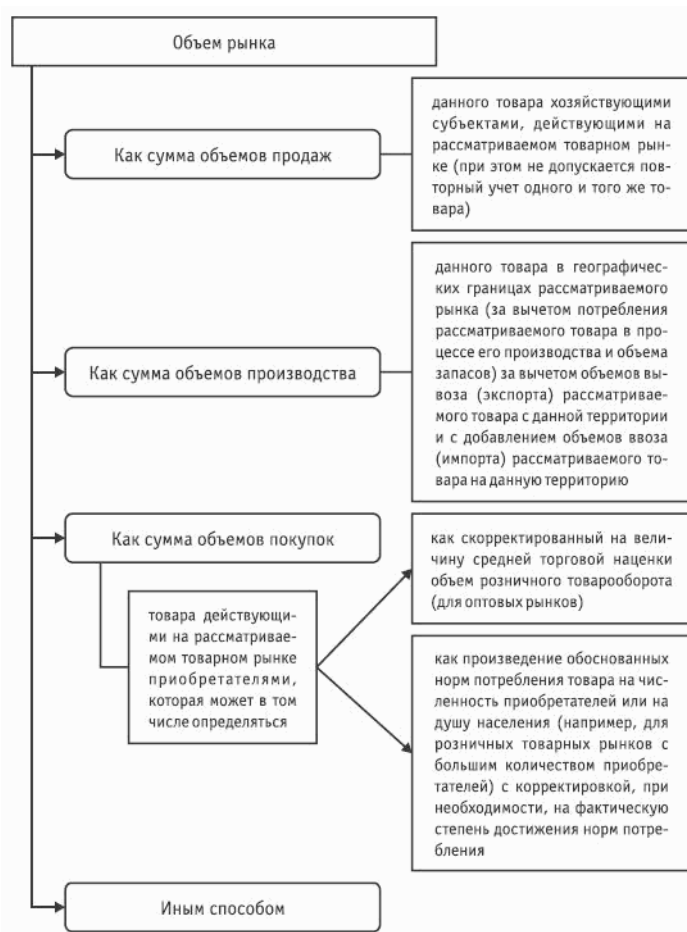 Объем рынка
Как сумма объемов продаж
данного товара хозяйствующими
субъектами, действующими на
рассматриваемом товарном рын-
ке (при этом не допускается пов-
торный учет одного и того же то-
вара)
Как сумма объемов производства
данного товара в географичес-
ких границах рассматриваемого
рынка (за вычетом потребления
рассматриваемого товара в про-
цессе его производства и объема
запасов) за вычетом объемов вы-
воза (экспорта) рассматривае-
мого товара с данной территории
и с добавлением объемов ввоза
(импорта) рассматриваемого то-
вара на данную территорию
Как сумма объемов покупок
товара действующи-
ми на рассматривае-
мом товарном рынке
приобретателями,
которая может в том
числе определяться
как скорректированный на вели-
чину средней торговой наценки
объем розничного товарооборота
(для оптовых рынков)
как произведение обоснованных
норм потребления товара на чис-
ленность приобретателей или на
душу населения (например, для
розничных товарных рынков с
большим количеством приобре-
тателей) с корректировкой, при
необходимости, на фактическую
степень достижения норм потре-
бления
Иным способом